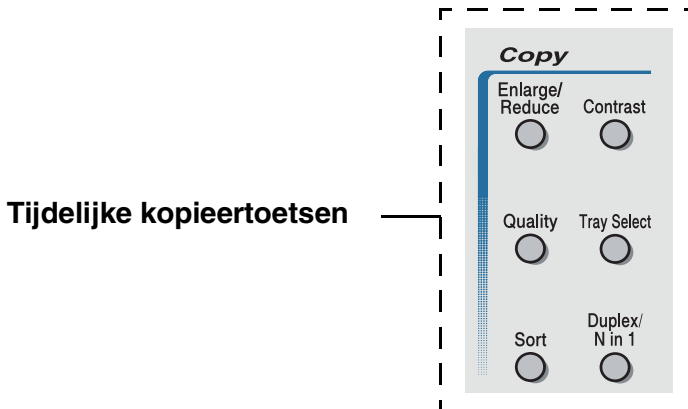 Copy
Enlarge/
Reduce
Contrast
Tijdelijke kopieertoetsen
Quality
Tray Select
Sort
Duplex/
N in 1